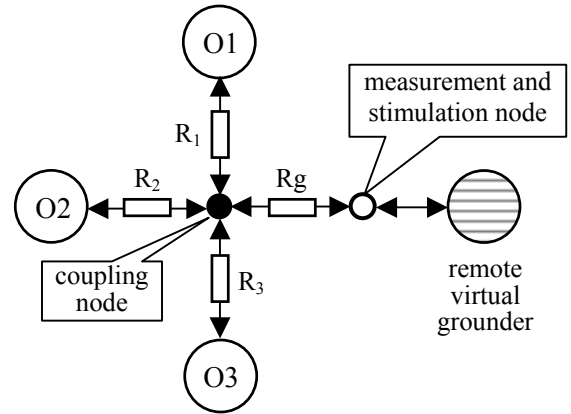 O1
measurement and
stimulation node
R1
R2
Rg
O2
coupling
node
R3
remote
virtual
grounder
O3